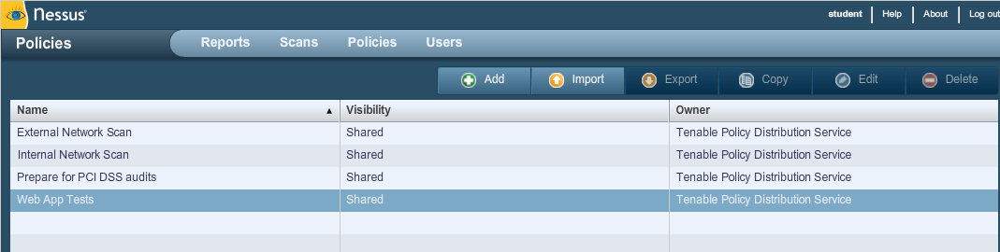 Nessus® student Help About Log out
Policies Reports Scans Policies Users
Add Import Export Copy Edit Delete
Name Visibility Owner
External Network Scan Shared Tenable Policy Distribution Service
Internal Network Scan Shared Tenable Policy Distribution Service
Prepare for PCI DSS audits Shared Tenable Policy Distribution Service
Web App Tests Shared Tenable Policy Distribution Service